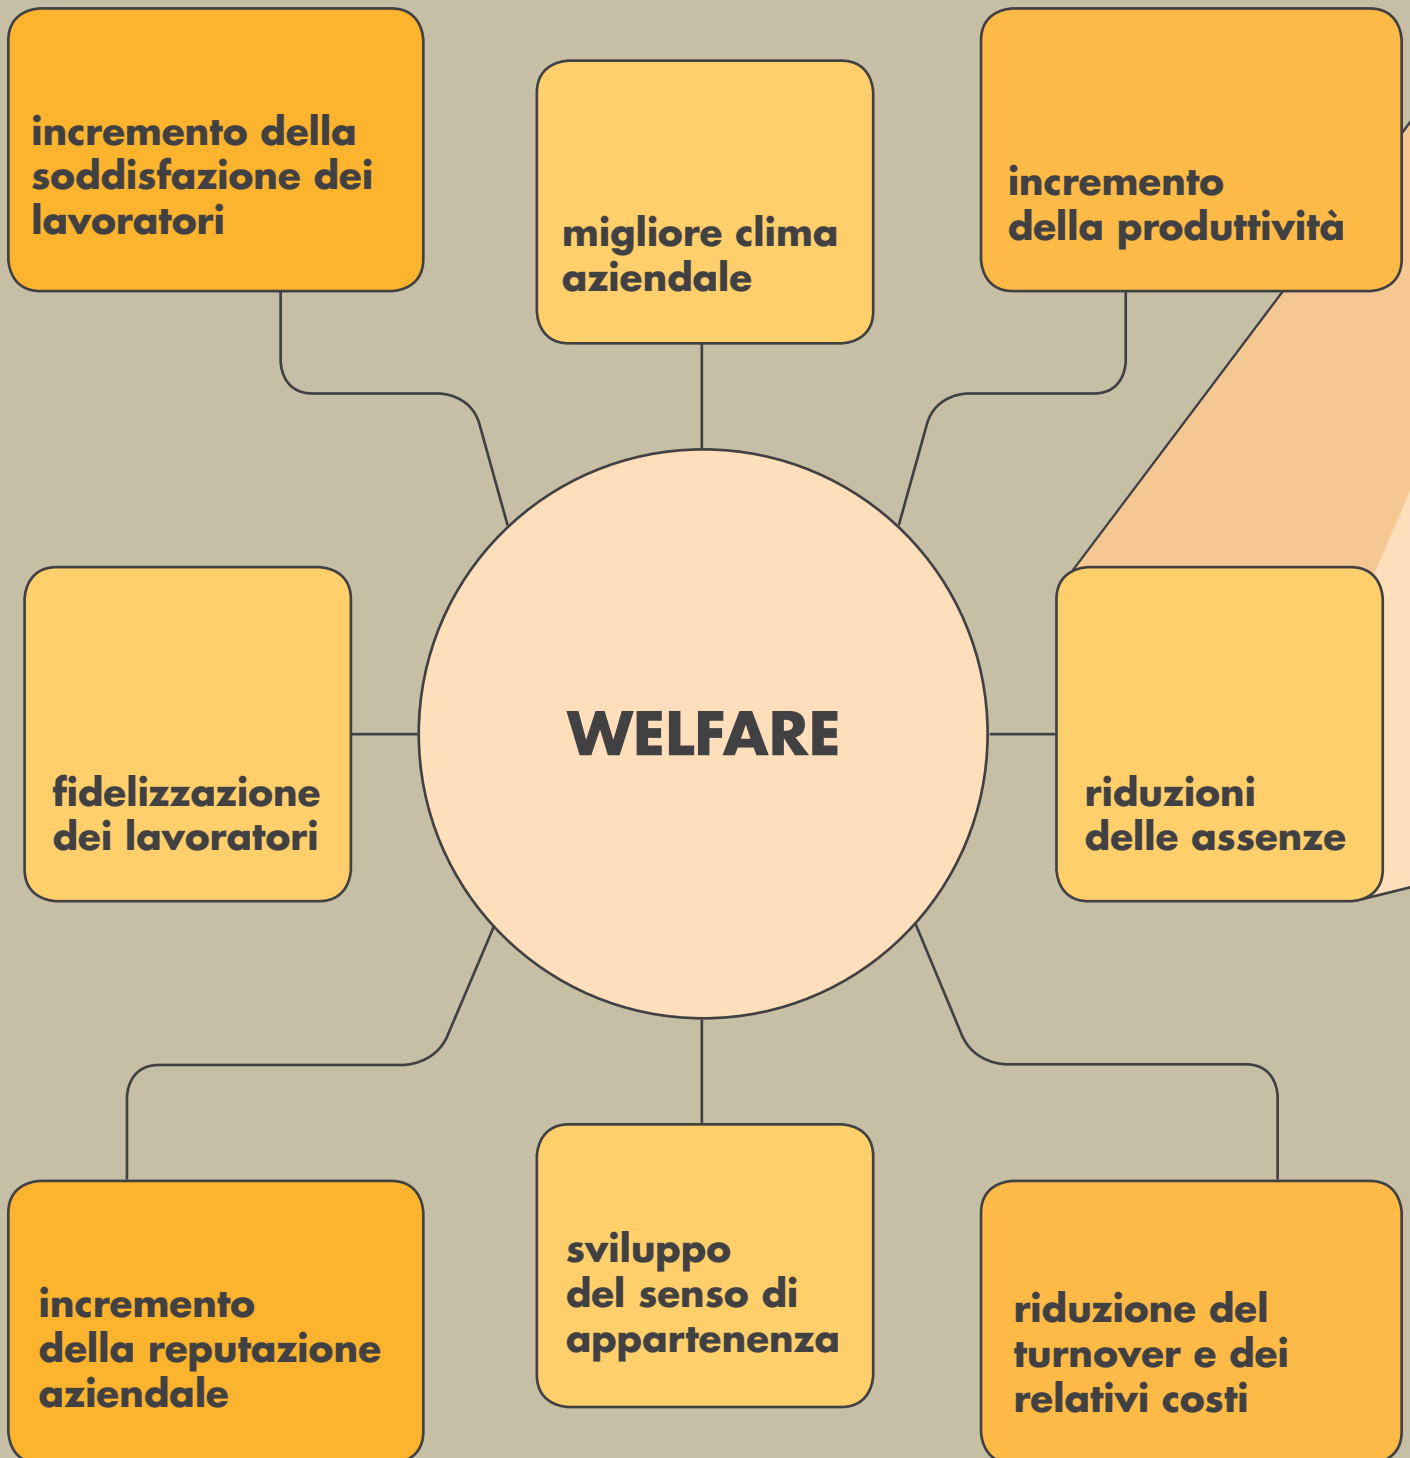 incremento della
soddisfazione dei
lavoratori
migliore clima
aziendale
incremento
della produttività
fidelizzazione
dei lavoratori
WELFARE
riduzioni
delle assenze
incremento
della reputazione
aziendale
sviluppo
del senso di
appartenenza
riduzione del
turnover e dei
relativi costi